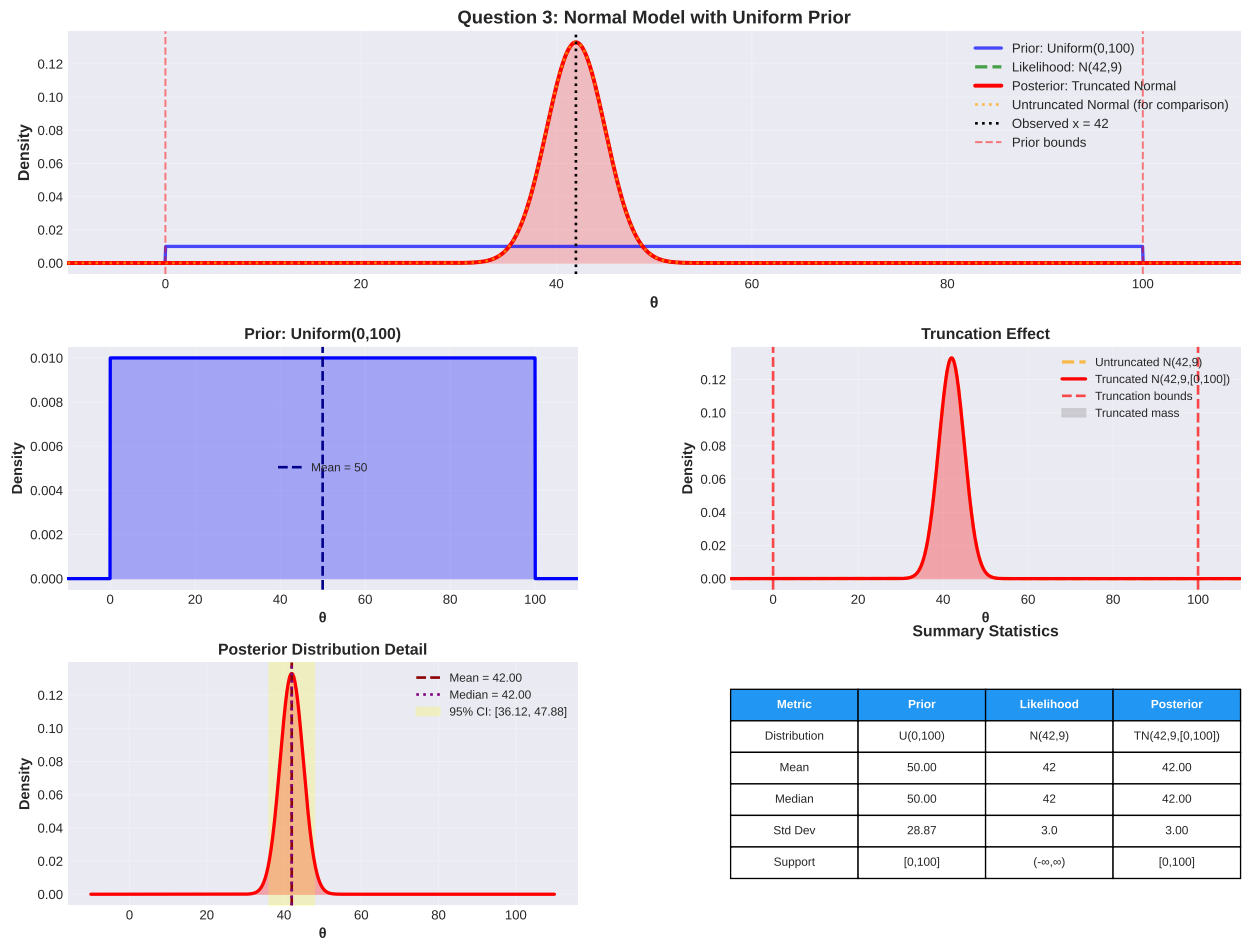 Question 3: Normal Model with Uniform Prior
Density
0.12
0.10
0.08
0.06
0.04
0.02
0.00
Prior: Uniform(0,100)
Likelihood: N(42,9)
Posterior: Truncated Normal
Untruncated Normal (for comparison)
Observed x = 42
Prior bounds
0 20 40 60 80 100
θ
Prior: Uniform(0,100)
Density
0.010
0.008
0.006
0.004
0.002
0.000
Mean = 50
0 20 40 60 80 100
θ
Truncation Effect
Density
0.12
0.10
0.08
0.06
0.04
0.02
0.00
Untruncated N(42,9)
Truncated N(42,9,[0,100])
Truncation bounds
Truncated mass
0 20 40 60 80 100
θ
Posterior Distribution Detail
Density
0.12
0.10
0.08
0.06
0.04
0.02
0.00
Mean = 42.00
Median = 42.00
95% CI: [36.12, 47.88]
0 20 40 60 80 100
θ
Summary Statistics
Metric Prior Likelihood Posterior
Distribution U(0,100) N(42,9) TN(42,9,[0,100])
Mean 50.00 42 42.00
Median 50.00 42 42.00
Std Dev 28.87 3.0 3.00
Support [0,100] (-∞,∞) [0,100]